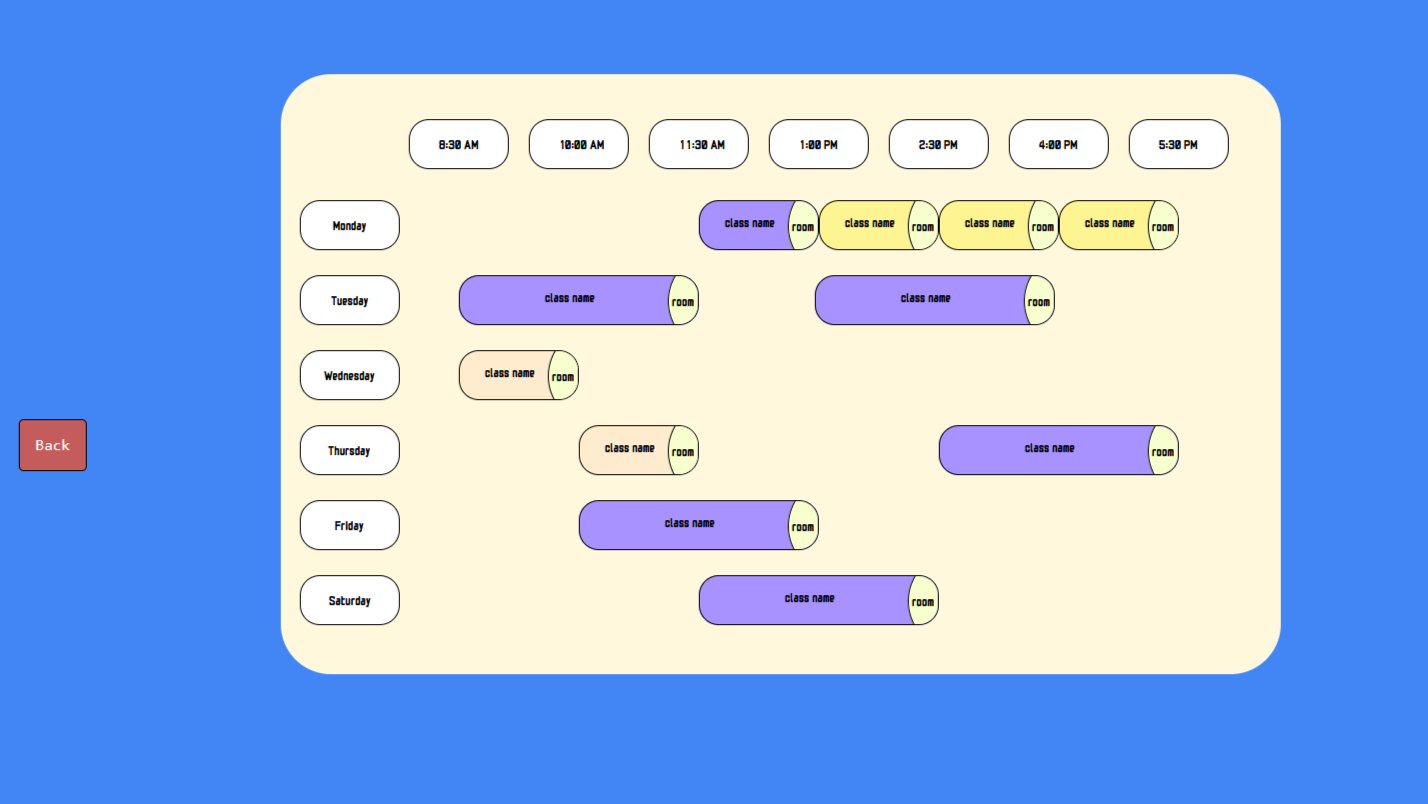 8:30 AM 10:00 AM 11:30 AM 1:00 PM 2:30 PM 4:00 PM 5:30 PM
Monday class name room class name room class name room class name room
Tuesday class name room class name room
Wednesday class name room
Back
Thursday class name room class name room
Friday class name room
Saturday class name room